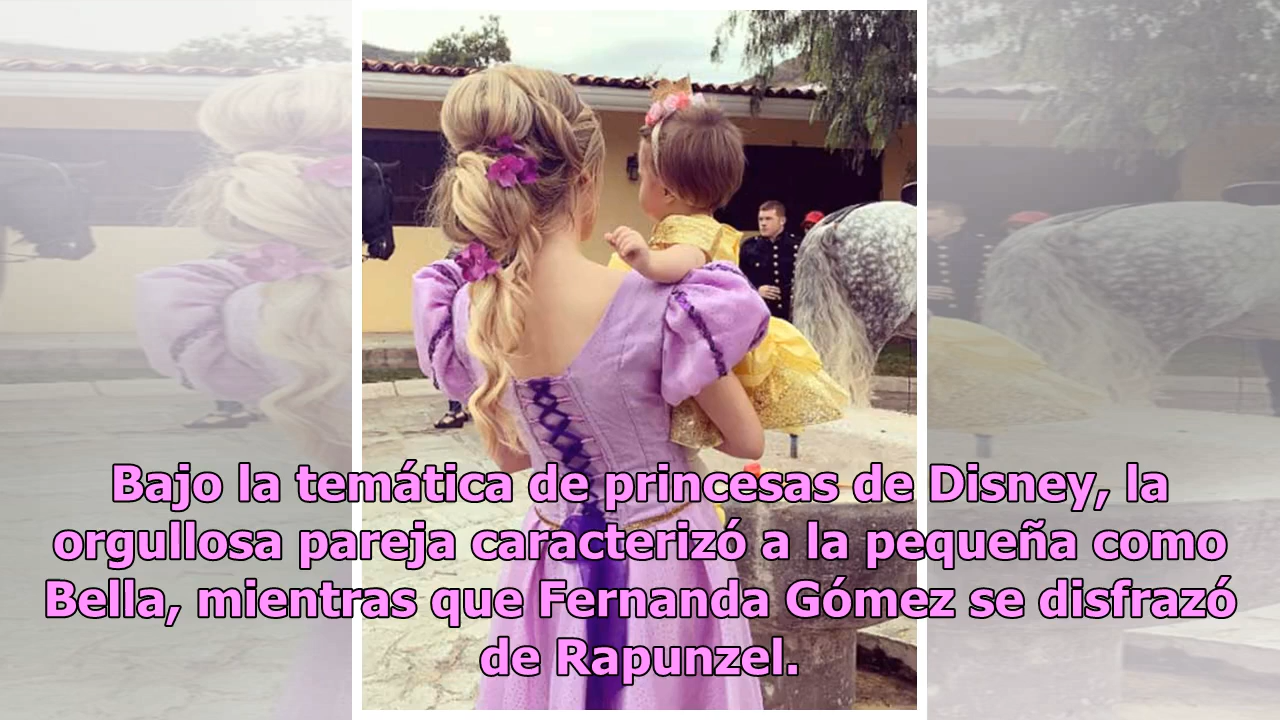 Bajo la temática de princesas de Disney, la
orgullosa pareja caracterizó a la pequeña como
Bella, mientras que Fernanda Gómez se disfrazó
de Rapunzel.